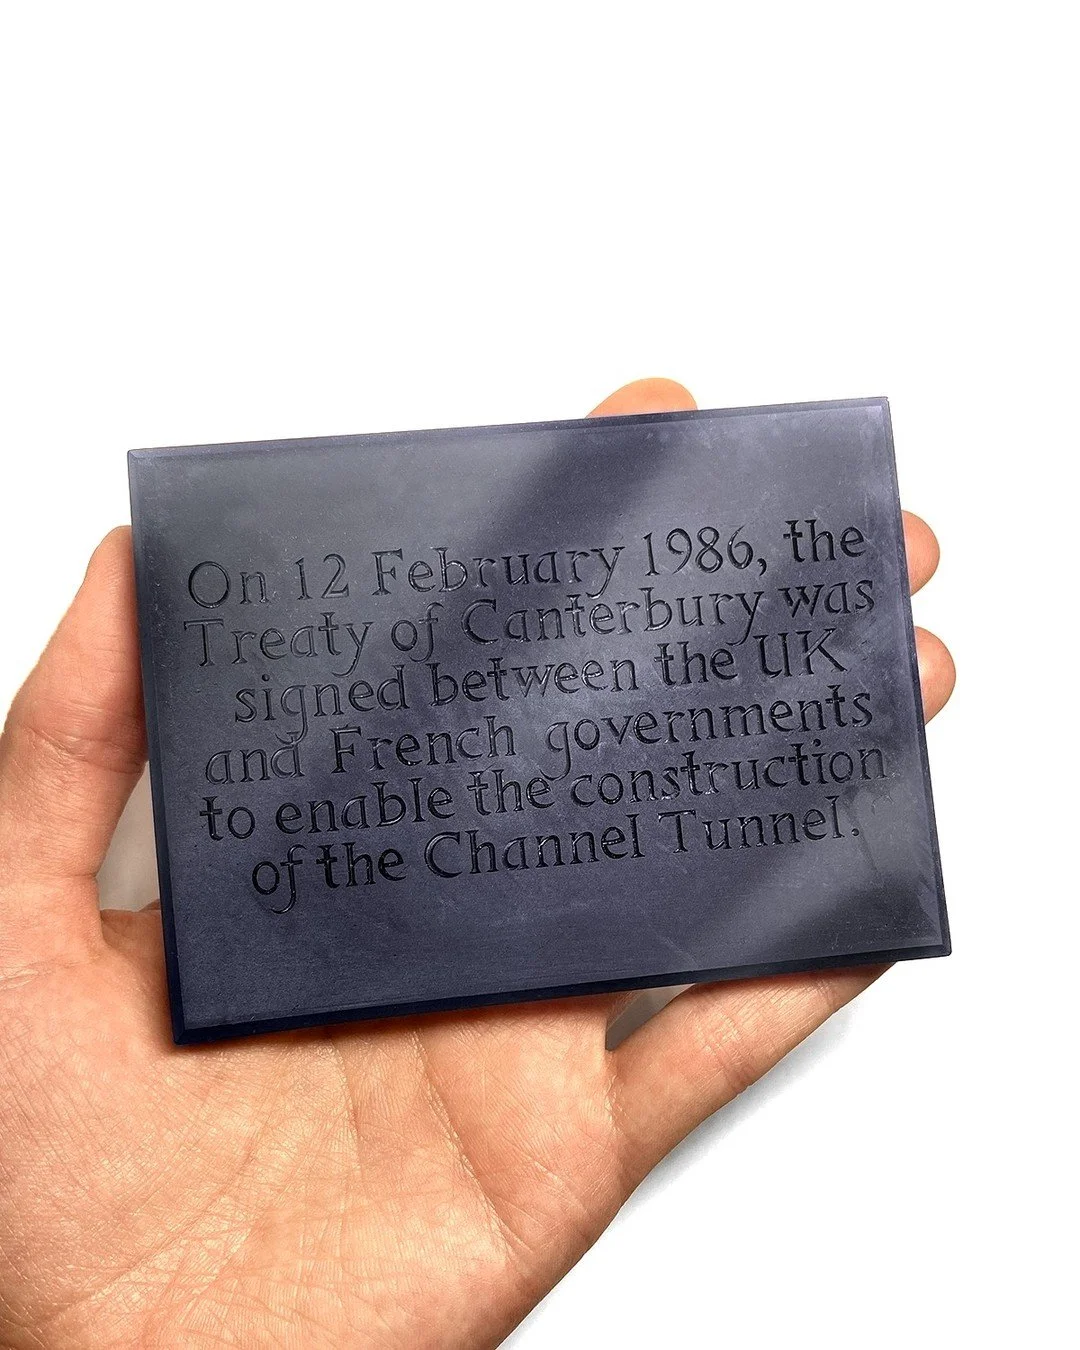 On 12 February 1986, the
Treaty of Canterbury was
signed between the UK
and French governments
to enable the construction
of the Channel Tunnel.